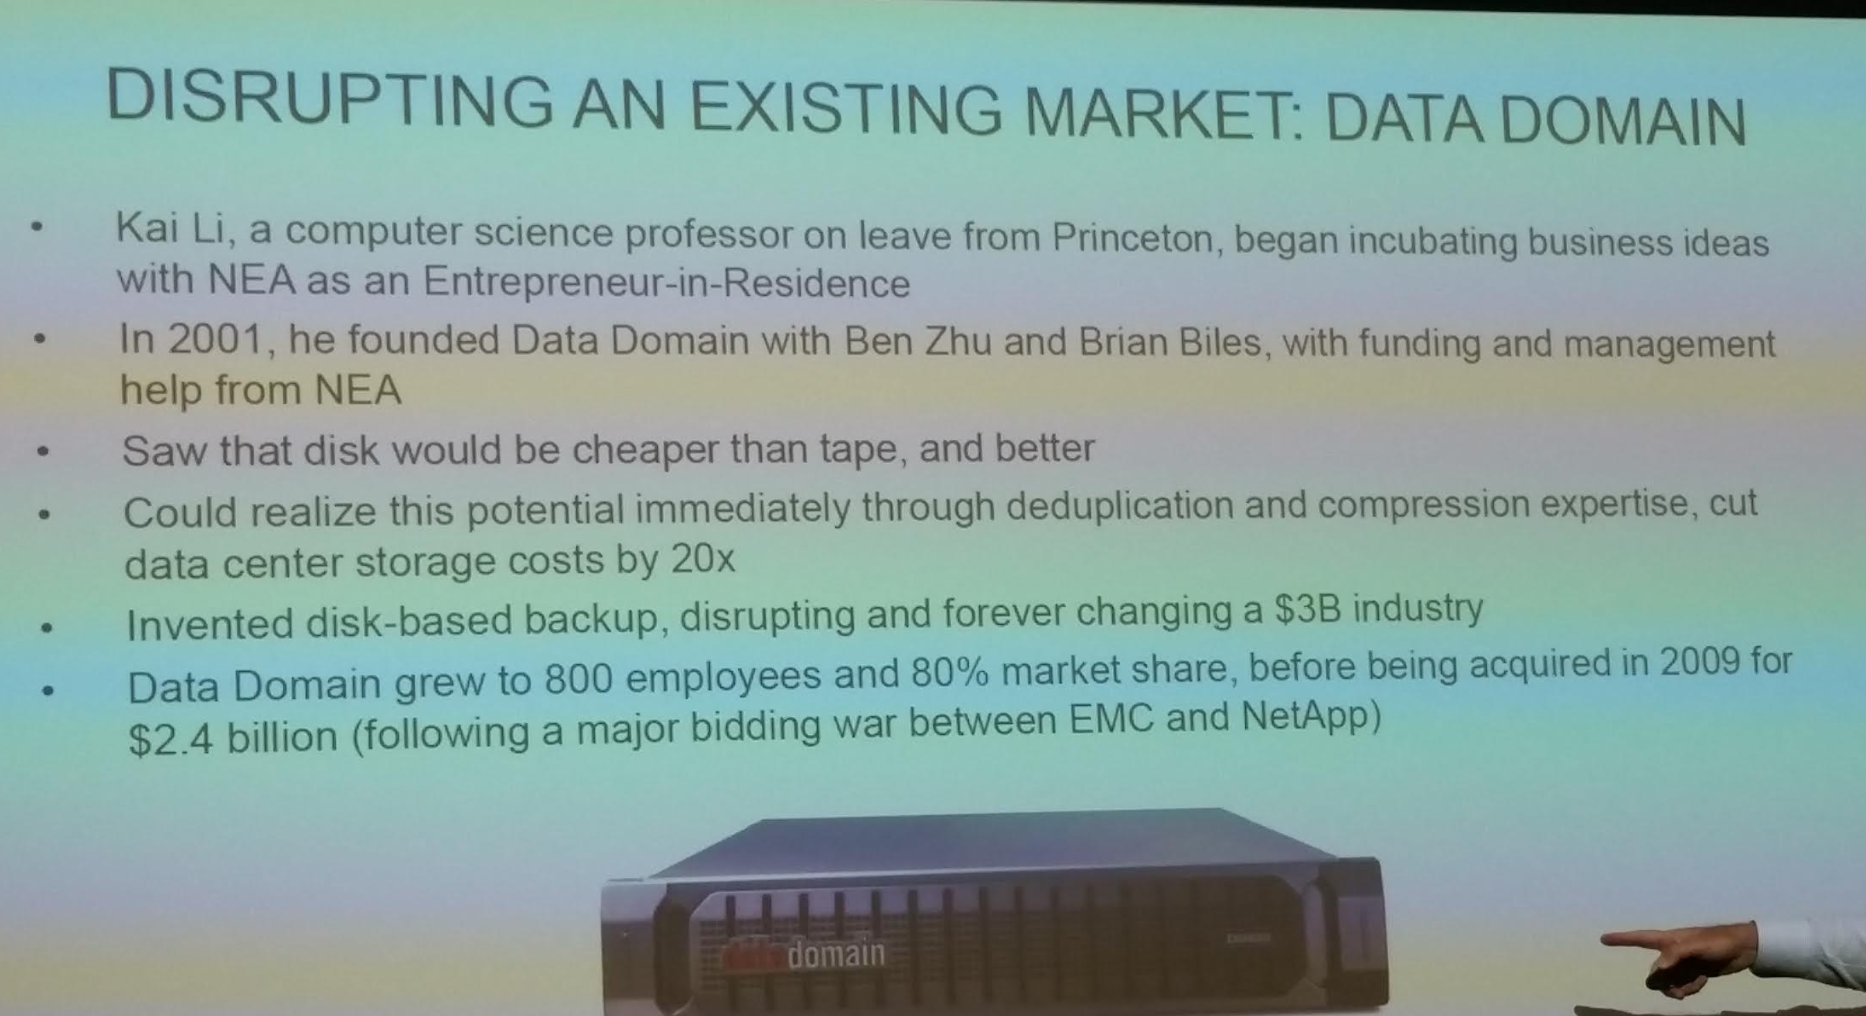 DISRUPTING AN EXISTING MARKET: DATA DOMAIN
• Kai Li, a computer science professor on leave from Princeton, began incubating business ideas
with NEA as an Entrepreneur-in-Residence
• In 2001, he founded Data Domain with Ben Zhu and Brian Biles, with funding and management
help from NEA
• Saw that disk would be cheaper than tape, and better
• Could realize this potential immediately through deduplication and compression expertise, cut
data center storage costs by 20x
• Invented disk-based backup, disrupting and forever changing a $3B industry
• Data Domain grew to 800 employees and 80% market share, before being acquired in 2009 for
$2.4 billion (following a major bidding war between EMC and NetApp)
domain